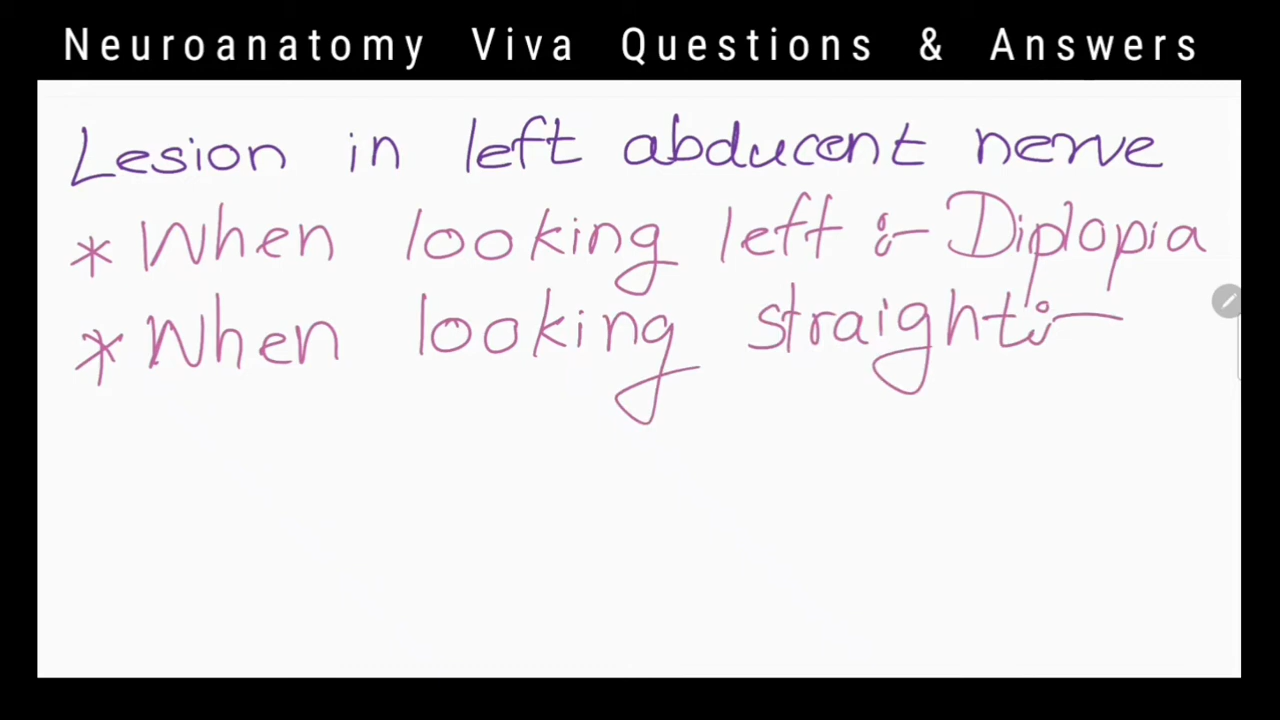 Neuroanatomy Viva Questions & Answers
Lesion in left abducent nerve
* When looking left :- Diplopia
* When looking straight:-